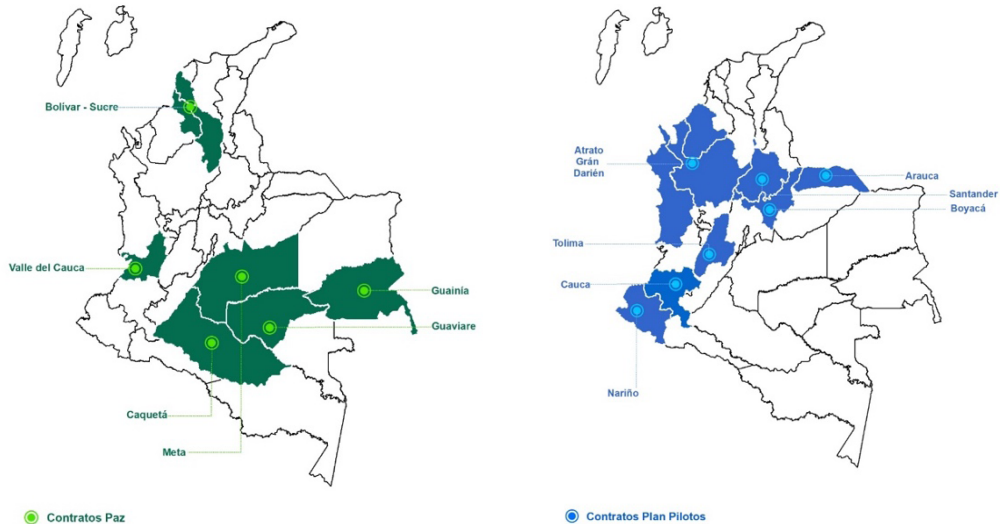 Bolívar - Sucre
Valle del Cauca
Guainía
Guaviare
Caquetá
Meta
Contratos Paz
Atrato
Grán
Darién
Arauca
Santander
Boyacá
Tolima
Cauca
Nariño
Contratos Plan Pilotos